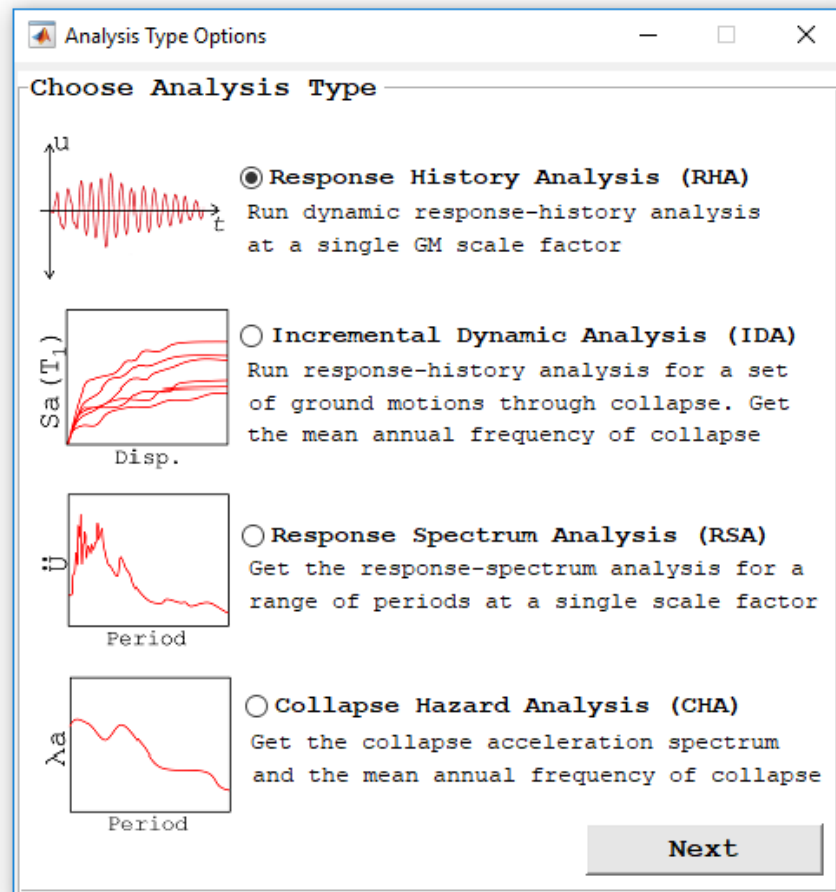 Analysis Type Options
Choose Analysis Type
u
t
Response History Analysis (RHA)
Run dynamic response-history analysis
at a single GM scale factor
Sa(T1)
Disp.
Incremental Dynamic Analysis (IDA)
Run response-history analysis for a set
of ground motions through collapse. Get
the mean annual frequency of collapse
Ü
Period
Response Spectrum Analysis (RSA)
Get the response-spectrum analysis for a
range of periods at a single scale factor
λa
Period
Collapse Hazard Analysis (CHA)
Get the collapse acceleration spectrum
and the mean annual frequency of collapse
Next